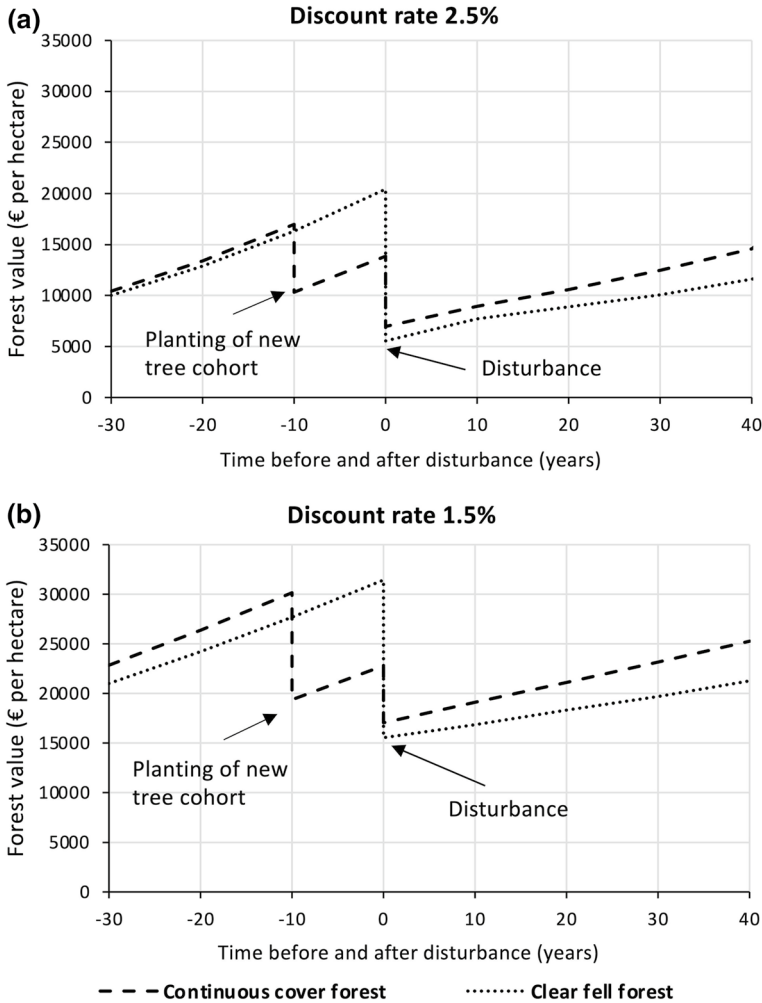 (a)
Discount rate 2.5%
Forest value (€ per hectare)
35000
30000
25000
20000
15000
10000
5000
0
Planting of new
tree cohort
Disturbance
-30 -20 -10 0 10 20 30 40
Time before and after disturbance (years)
(b)
Discount rate 1.5%
Forest value (€ per hectare)
35000
30000
25000
20000
15000
10000
5000
0
Planting of new
tree cohort
Disturbance
-30 -20 -10 0 10 20 30 40
Time before and after disturbance (years)
Continuous cover forest Clear fell forest